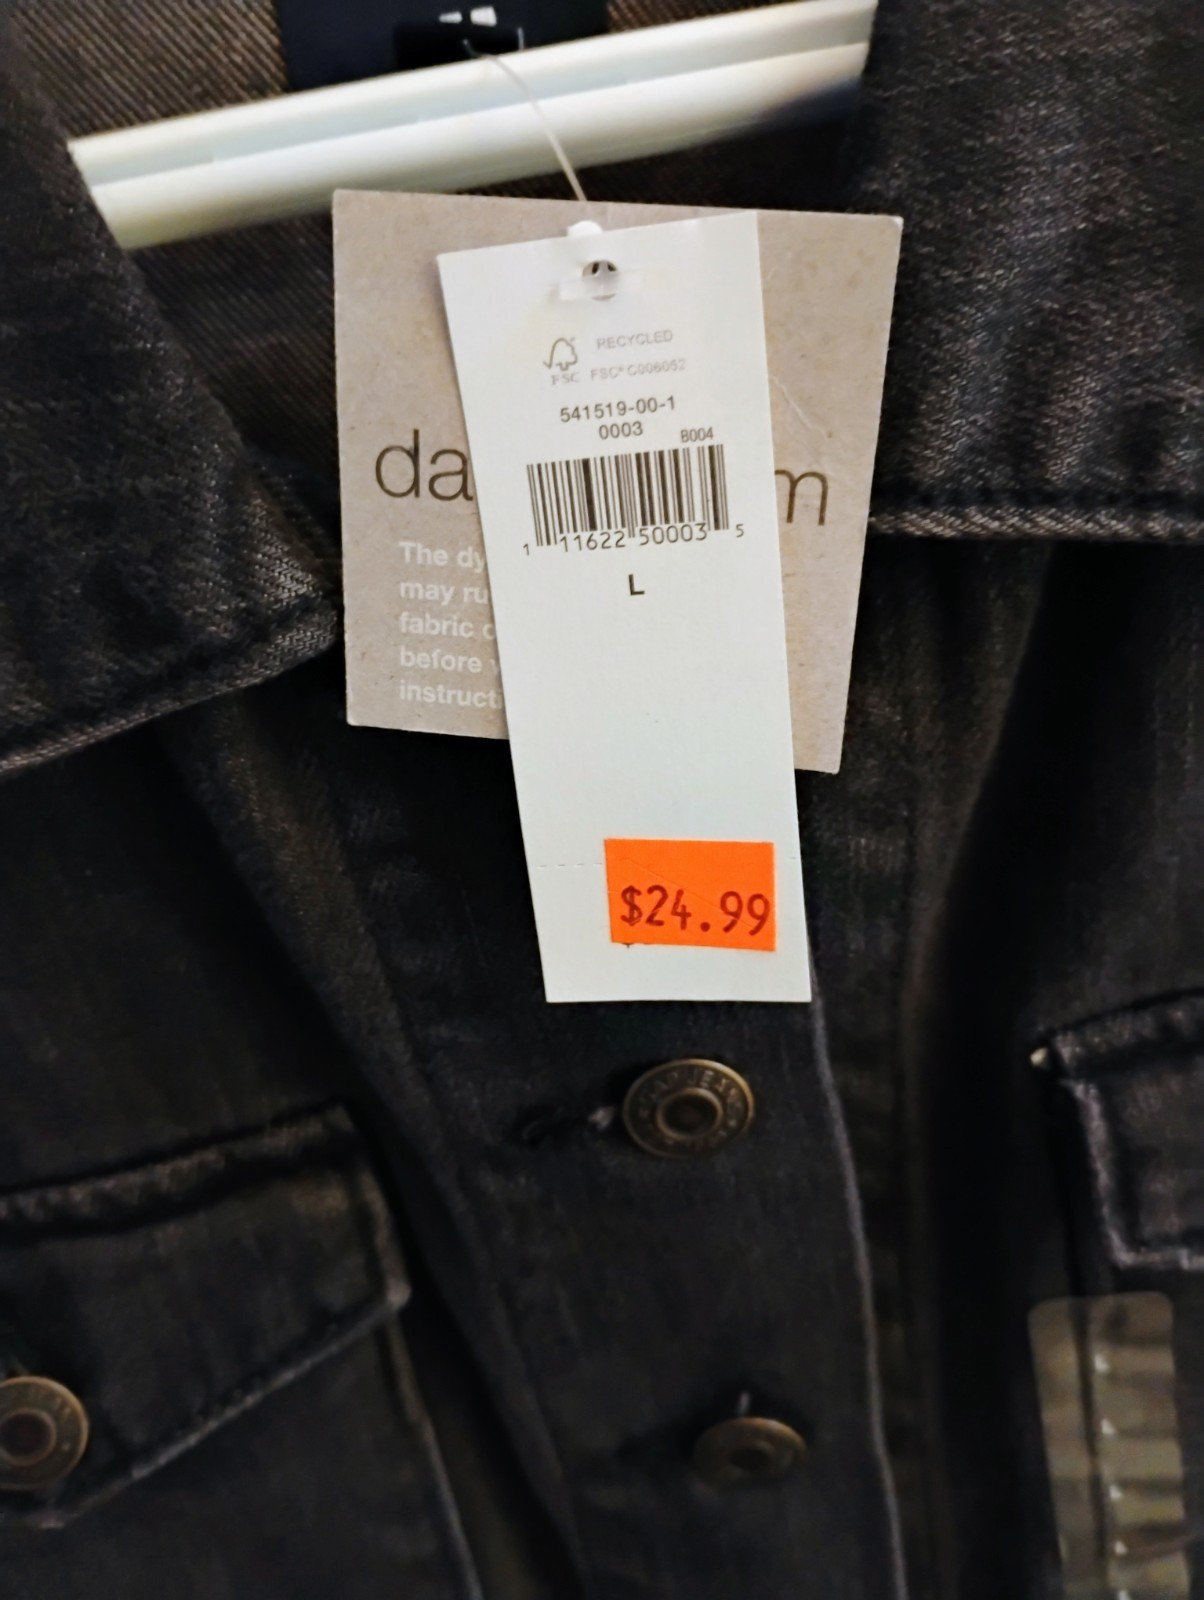 RECYCLED
FSC FSC® C006052
541519-00-1
0003 B004
1 11622 50003 5
L
da m
The dy
may ru
fabric
before
instructi
$24.99